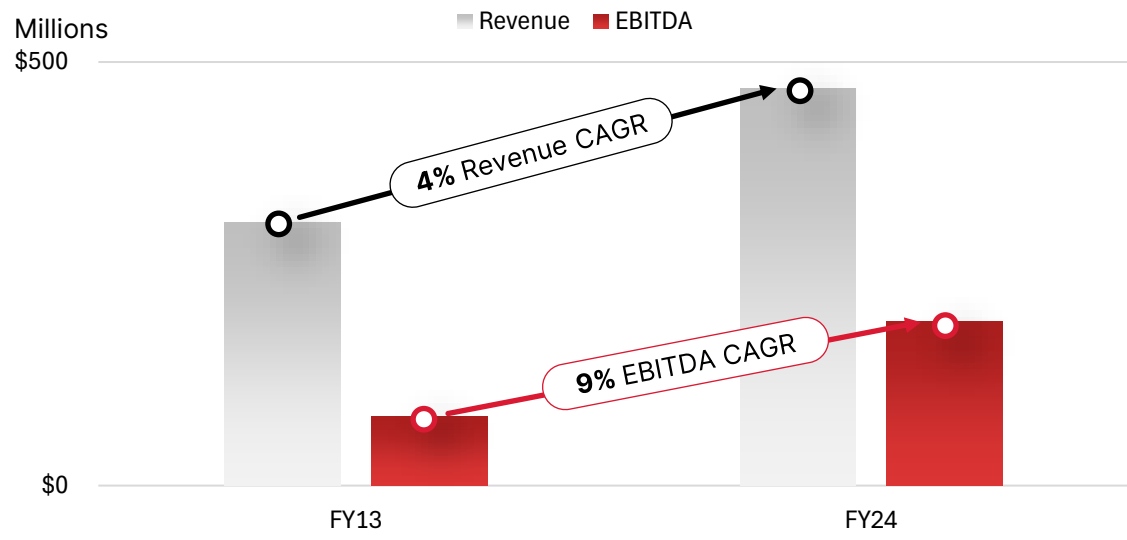 Revenue EBITDA
Millions
$500
4% Revenue CAGR
9% EBITDA CAGR
$0
FY13 FY24